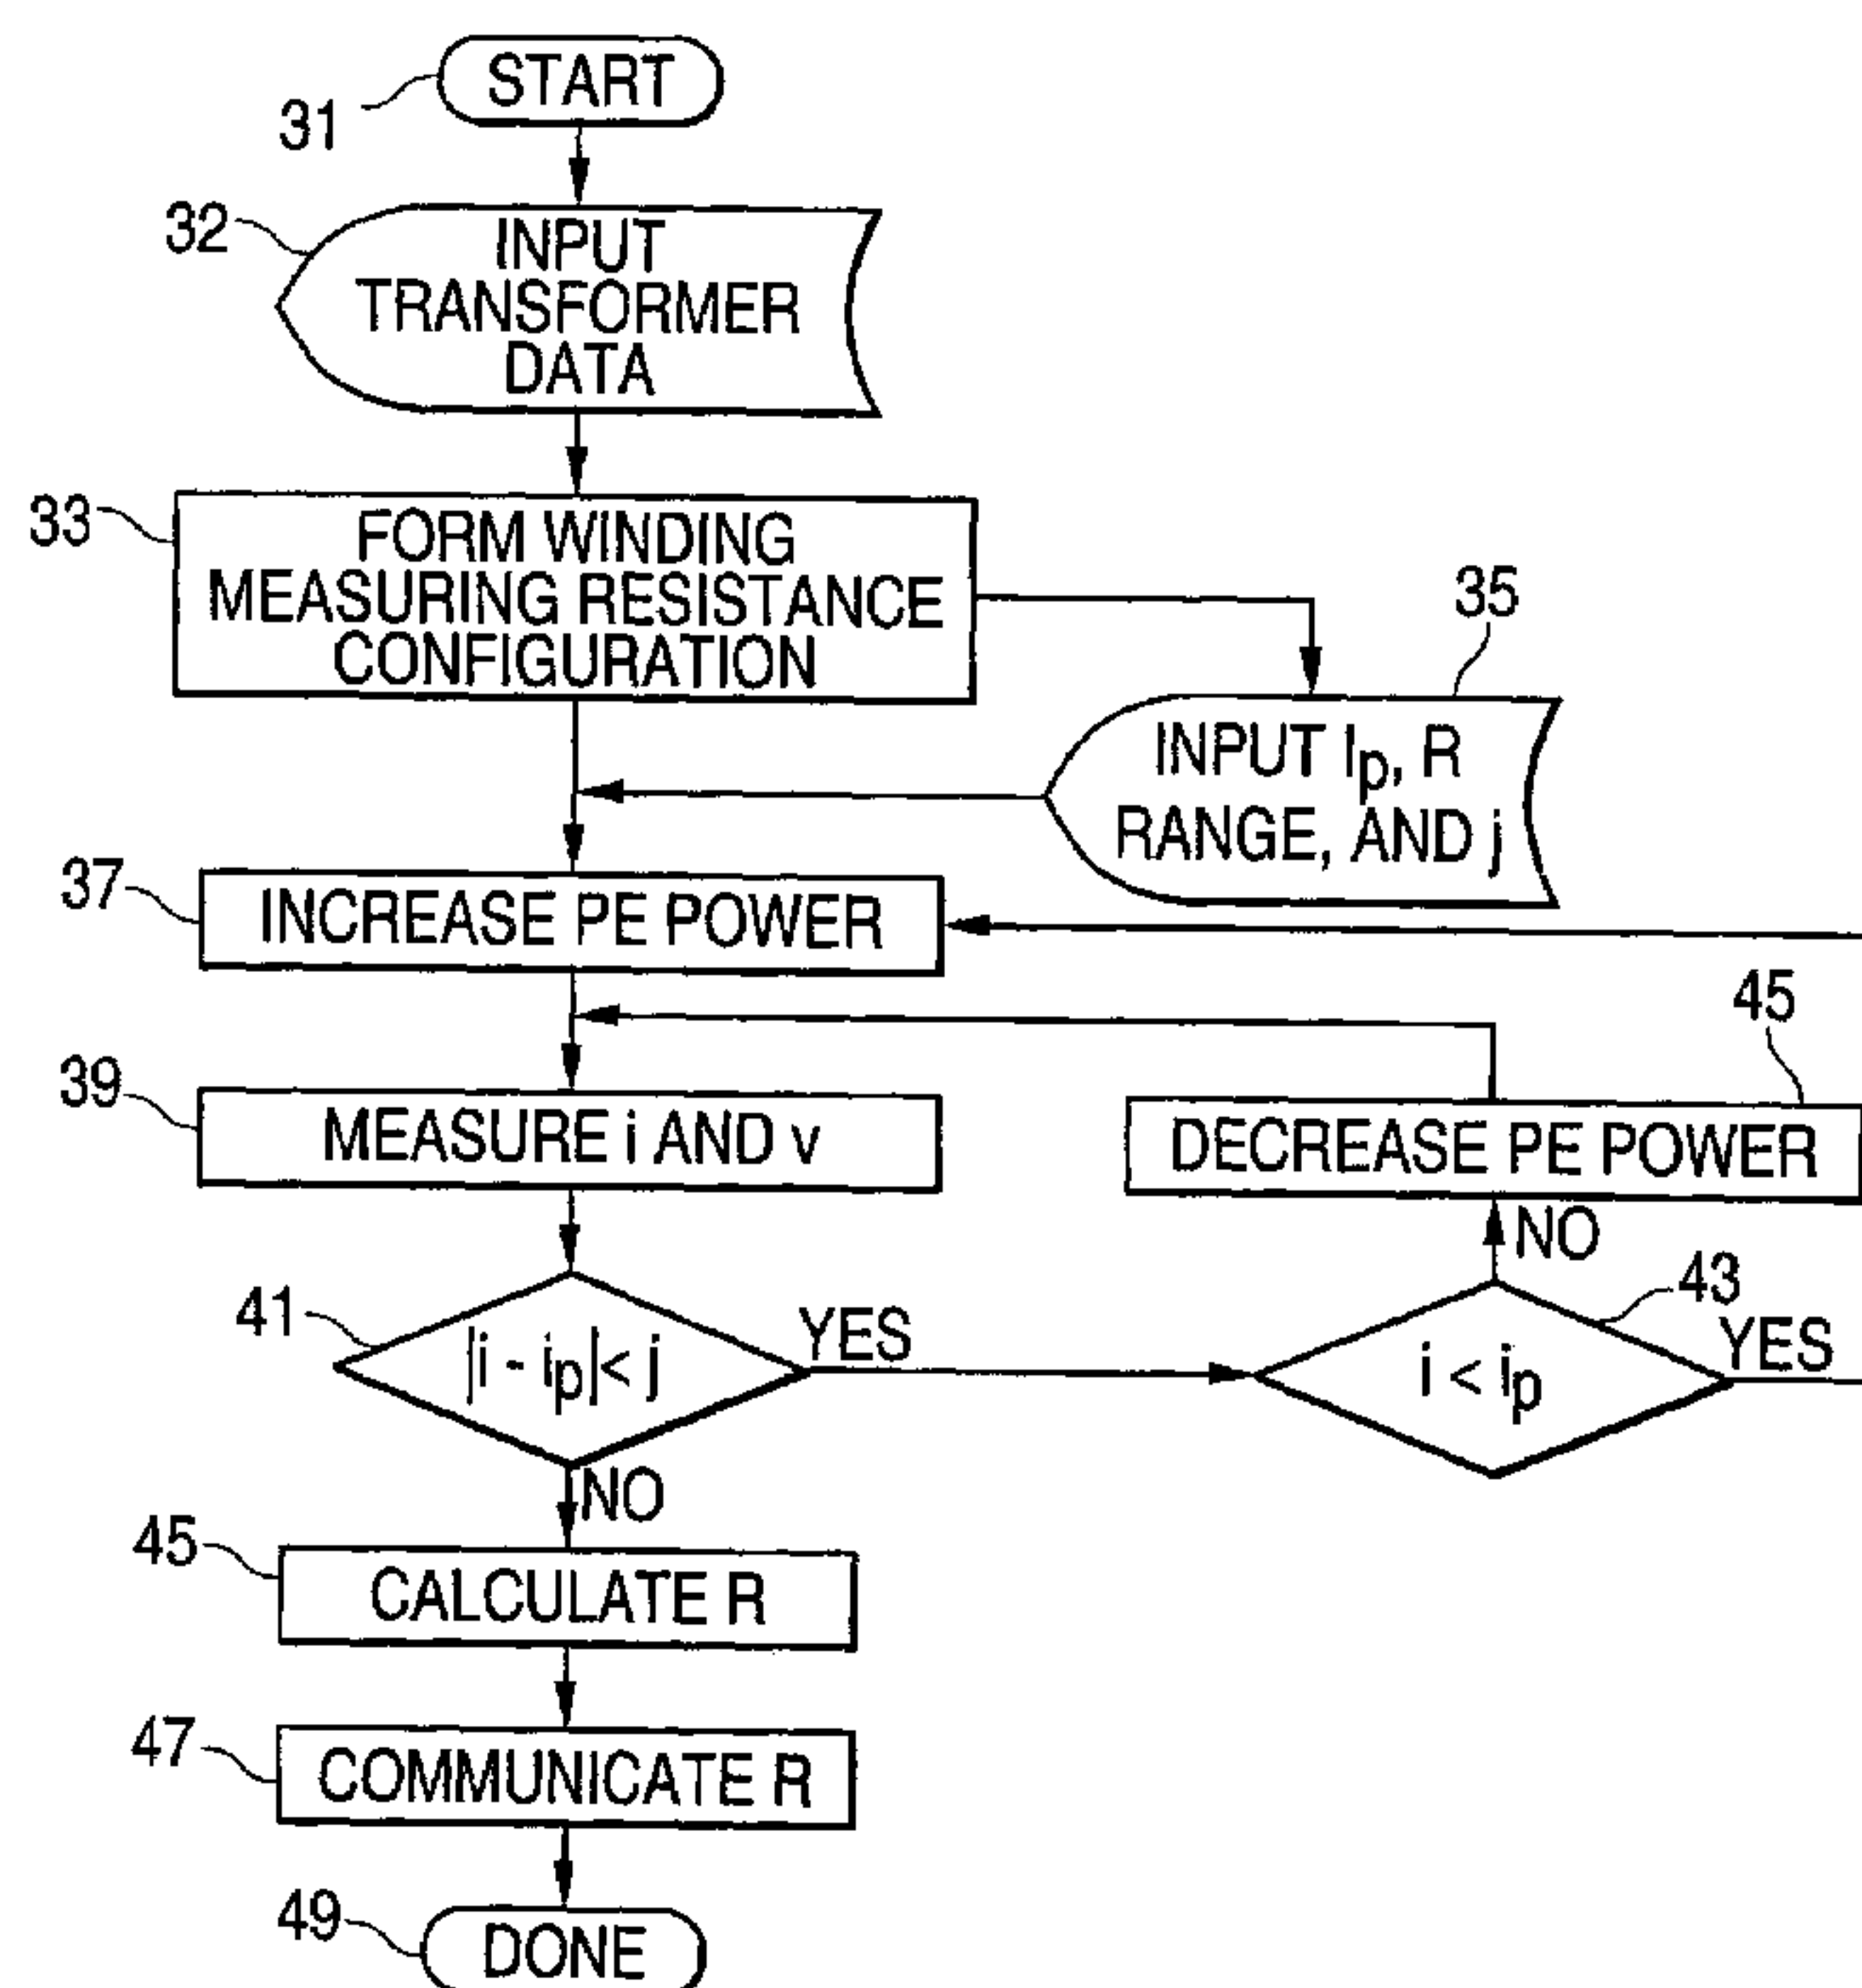 START
31
32
INPUT
TRANSFORMER
DATA
33
FORM WINDING
MEASURING RESISTANCE
CONFIGURATION
35
INPUT Ip, R
RANGE, AND j
37
INCREASE PE POWER
45
39
MEASURE i AND v
DECREASE PE POWER
NO
43
41
|i - ip|< j
YES
i < ip
YES
NO
45
CALCULATE R
47
COMMUNICATE R
49
DONE